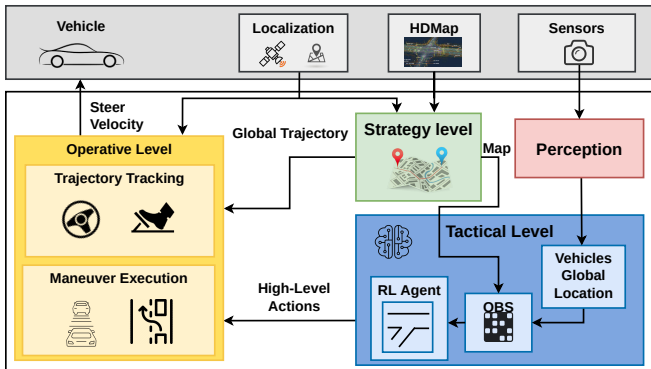 Vehicle
Localization
HDMap
Sensors
Steer
Velocity
Global Trajectory
Strategy level
Map
Perception
Operative Level
Trajectory Tracking
Maneuver Execution
High-Level
Actions
Tactical Level
RL Agent
OBS
Vehicles
Global
Location